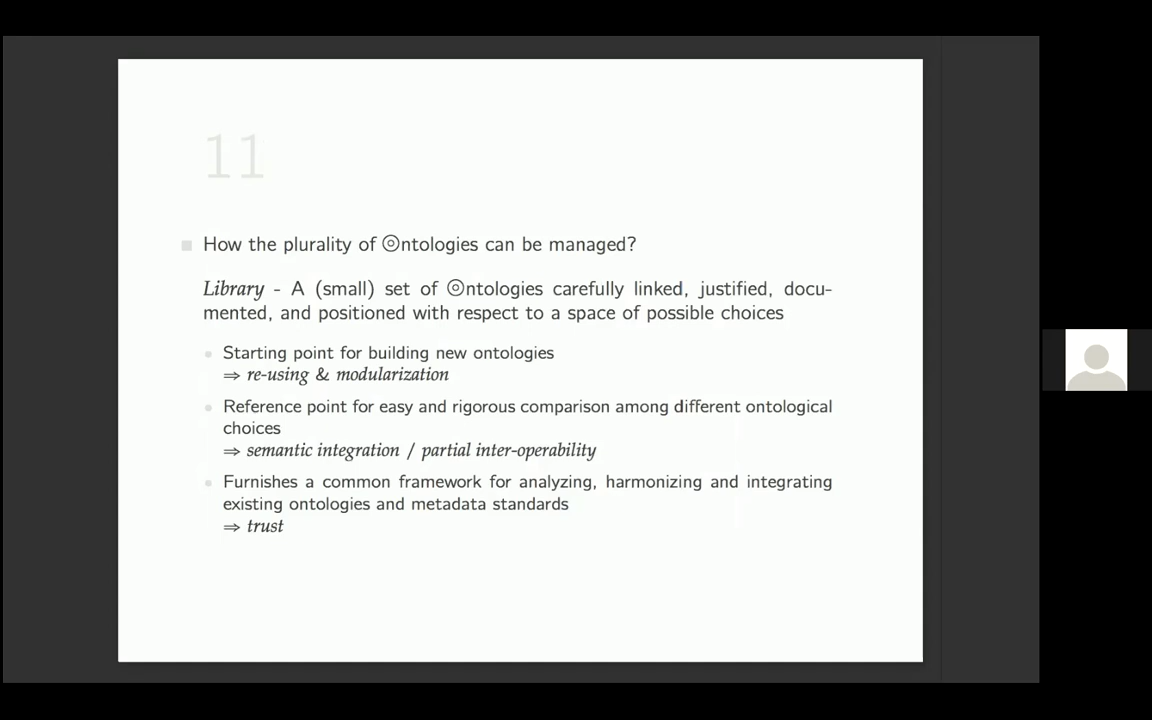 11
How the plurality of ⓞntologies can be managed?
Library - A (small) set of ⓞntologies carefully linked, justified, docu-
mented, and positioned with respect to a space of possible choices
Starting point for building new ontologies
⇒ re-using & modularization
Reference point for easy and rigorous comparison among different ontological
choices
⇒ semantic integration / partial inter-operability
Furnishes a common framework for analyzing, harmonizing and integrating
existing ontologies and metadata standards
⇒ trust